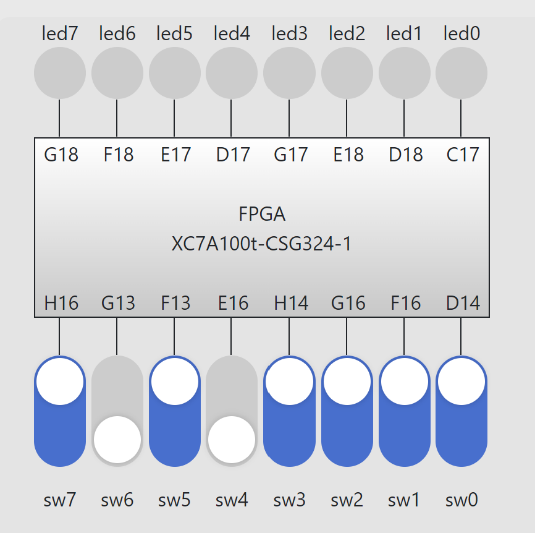 led7 led6 led5 led4 led3 led2 led1 led0
G18 F18 E17 D17 G17 E18 D18 C17
FPGA
XC7A100t-CSG324-1
H16 G13 F13 E16 H14 G16 F16 D14
sw7 sw6 sw5 sw4 sw3 sw2 sw1 sw0